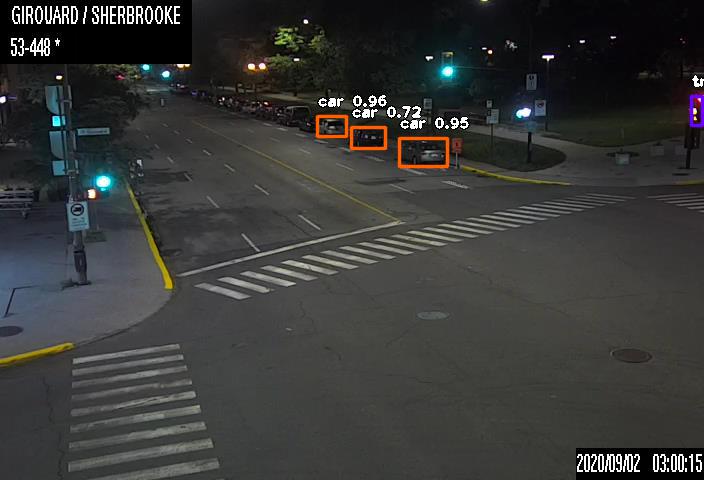 GIROUARD / SHERBROOKE
53-448 *
car 0.96
car 0.72
car 0.95
tr
2020/09/02 03:00:15